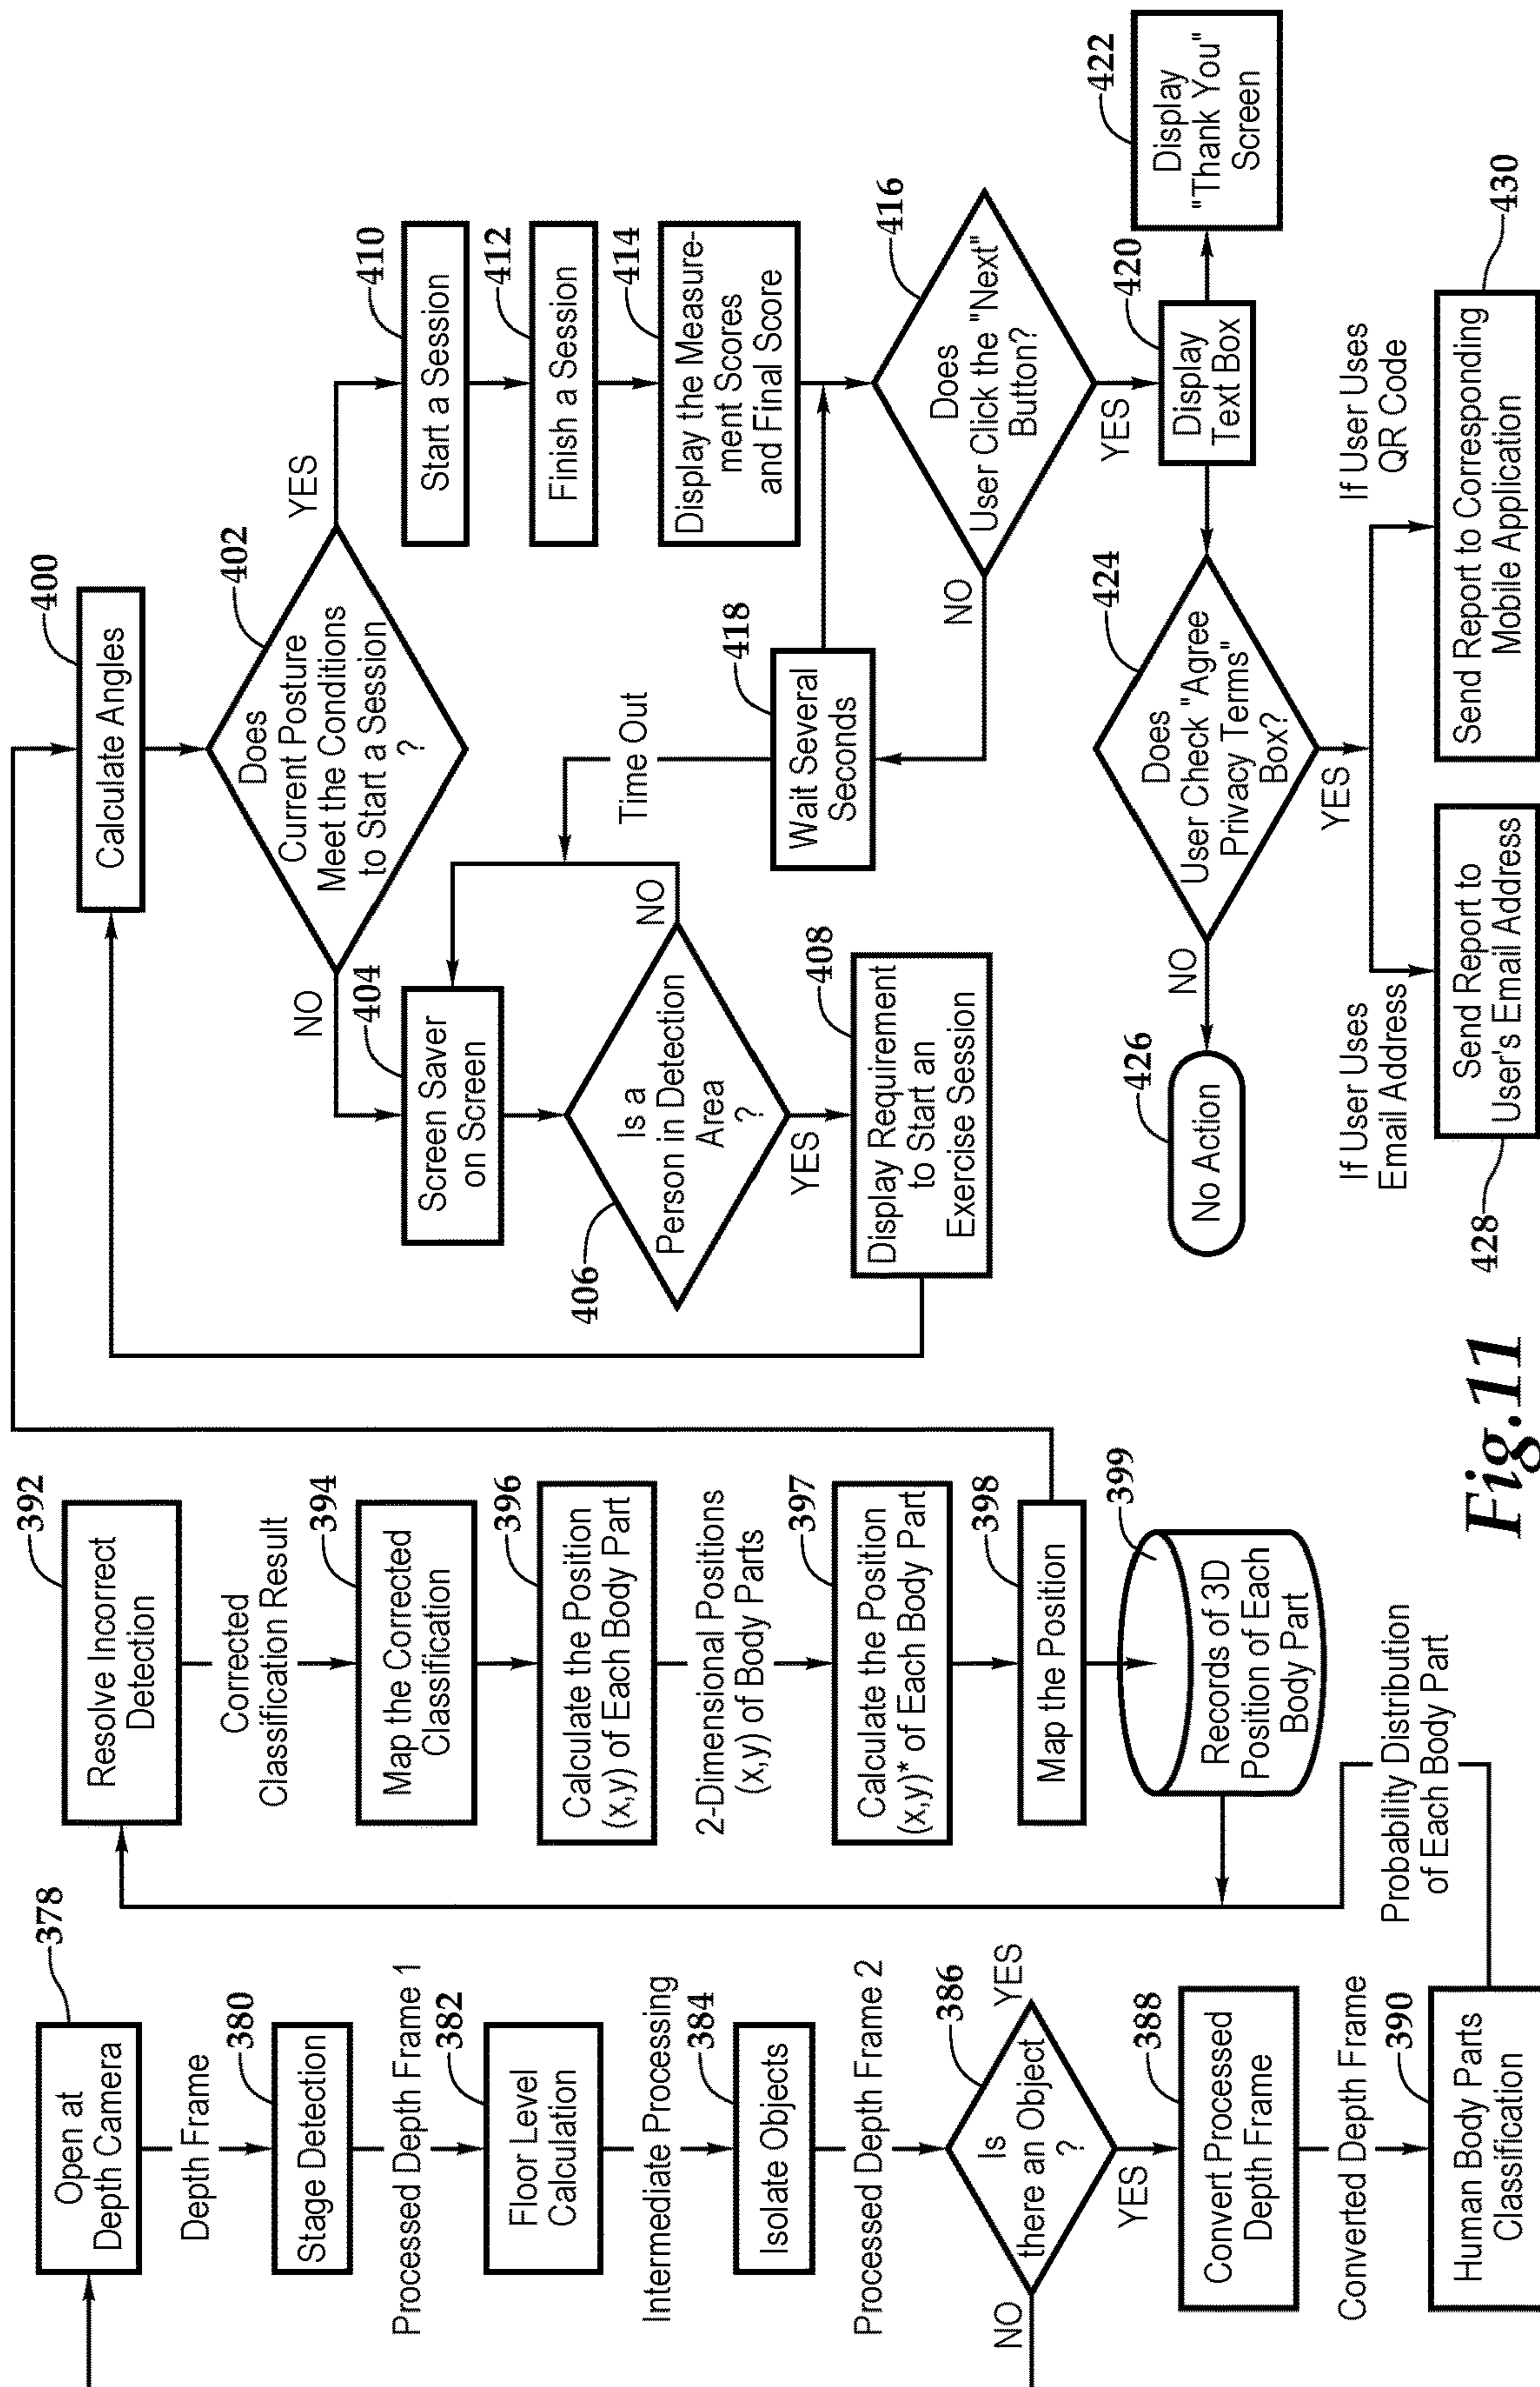 378
Open at
Depth Camera
Depth Frame
380
Stage Detection
Processed Depth Frame 1
382
Floor Level
Calculation
Intermediate Processing
384
Isolate Objects
Processed Depth Frame 2
386
Is
there an Object
?
YES
NO
YES
388
Convert Processed
Depth Frame
Converted Depth Frame
390
Human Body Parts
Classification
Probability Distribution
of Each Body Part
392
Resolve Incorrect
Detection
Corrected
Classification Result
394
Map the Corrected
Classification
396
Calculate the Position
(x,y) of Each Body Part
2-Dimensional Positions
(x,y) of Body Parts
397
Calculate the Position
(x,y)* of Each Body Part
398
Map the Position
399
Records of 3D
Position of Each
Body Part
400
Calculate Angles
402
Does
Current Posture
Meet the Conditions
to Start a Session
?
NO
YES
404
Screen Saver
on Screen
406
Is a
Person in Detection
Area
?
NO
YES
408
Display Requirement
to Start an
Exercise Session
410
Start a Session
412
Finish a Session
414
Display the Measure-
ment Scores
and Final Score
416
Does
User Click the "Next"
Button?
NO
YES
418
Wait Several
Seconds
Time Out
420
Display
Text Box
422
Display
"Thank You"
Screen
424
Does
User Check "Agree
Privacy Terms"
Box?
NO
YES
426
No Action
If User Uses
Email Address
428
Send Report to
User's Email Address
If User Uses
QR Code
430
Send Report to Corresponding
Mobile Application
Fig.11